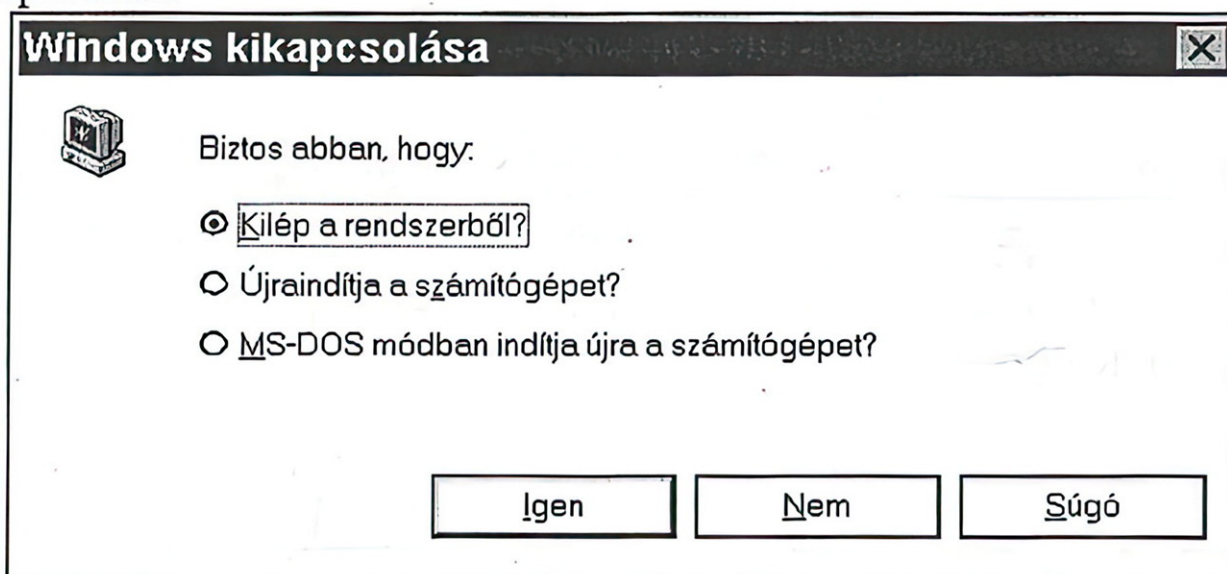 Windows kikapcsolása
Biztos abban, hogy:
Kilép a rendszerből?
Újraindítja a számítógépet?
MS-DOS módban indítja újra a számítógépet?
Igen Nem Súgó